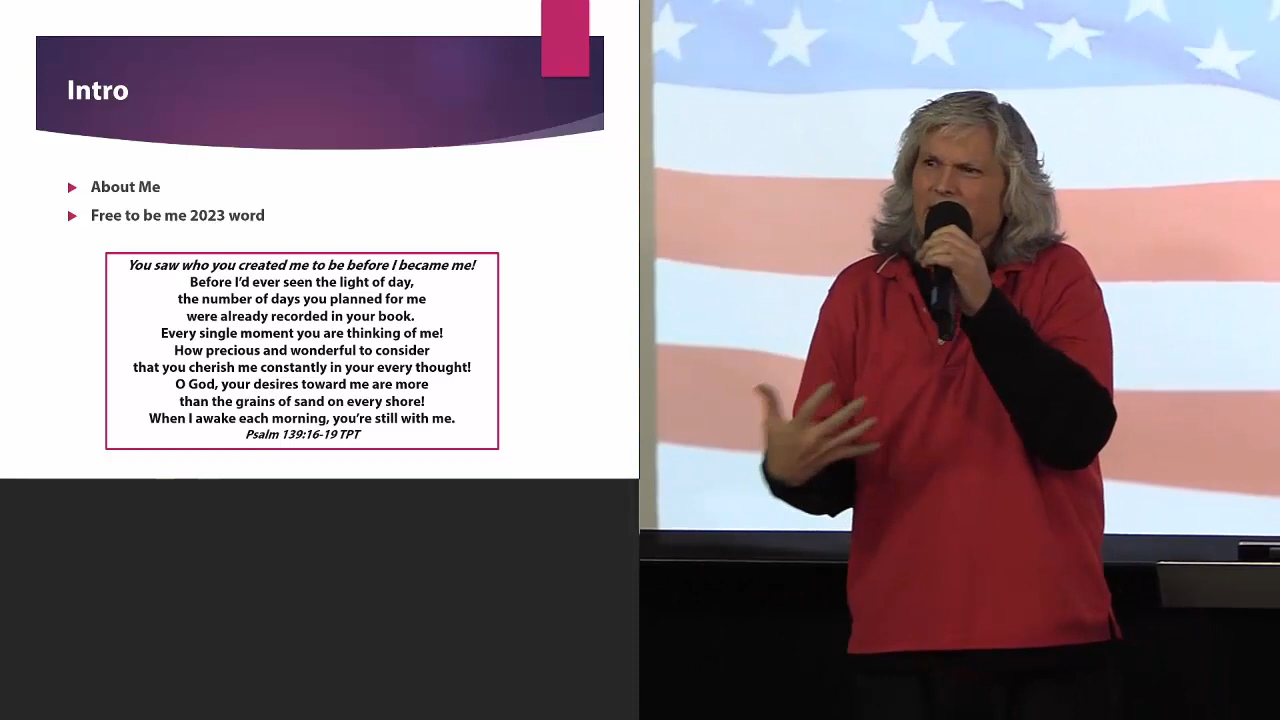 Intro
About Me
Free to be me 2023 word
You saw who you created me to be before I became me!
Before I’d ever seen the light of day,
the number of days you planned for me
were already recorded in your book.
Every single moment you are thinking of me!
How precious and wonderful to consider
that you cherish me constantly in your every thought!
O God, your desires toward me are more
than the grains of sand on every shore!
When I awake each morning, you’re still with me.
Psalm 139:16-19 TPT